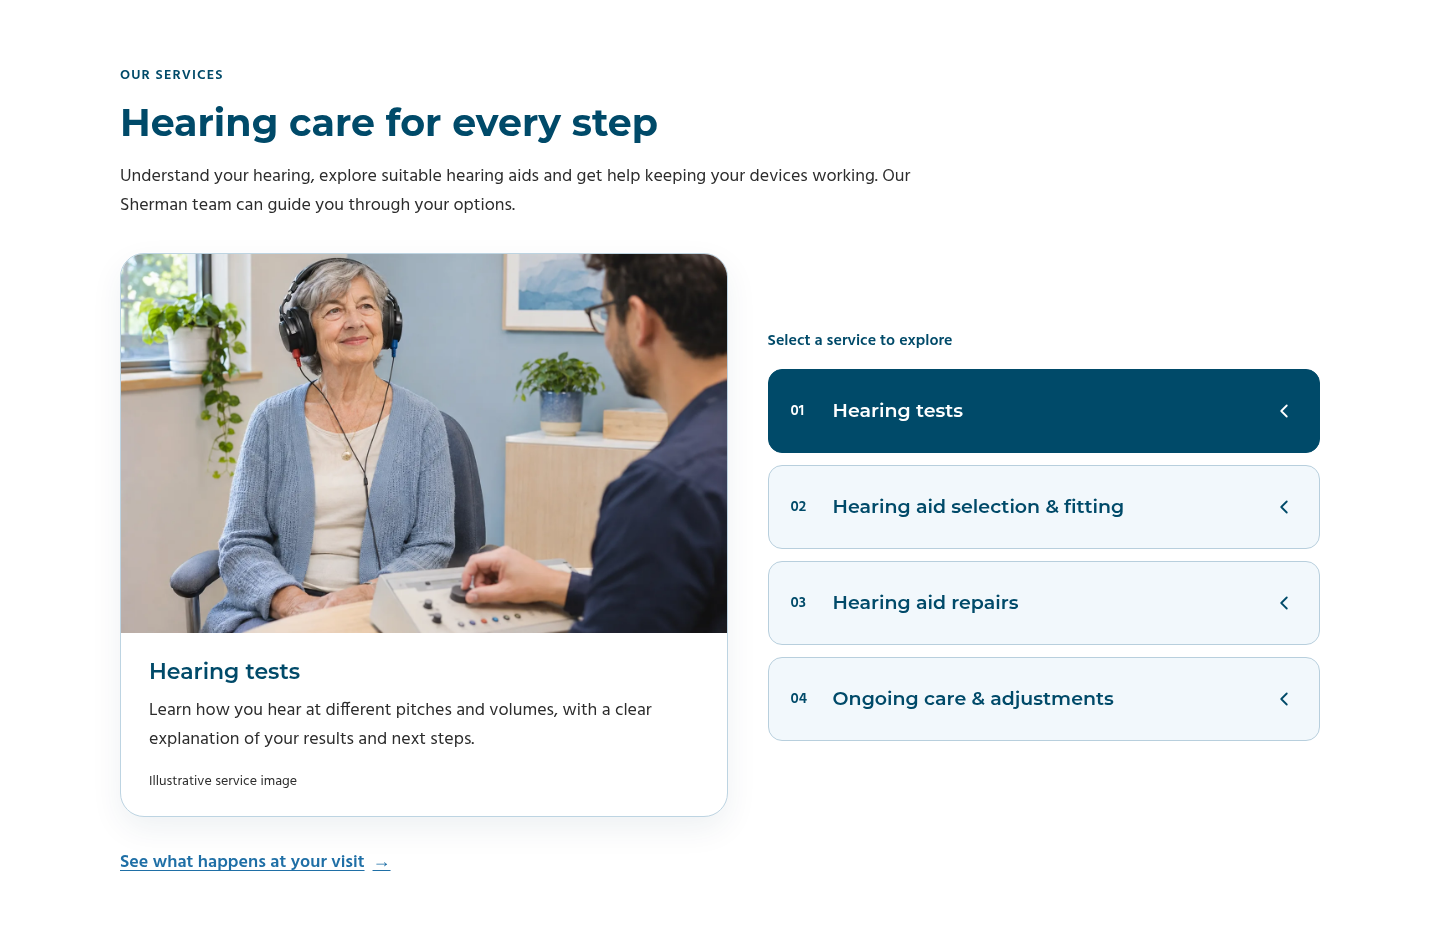 OUR SERVICES
Hearing care for every step
Understand your hearing, explore suitable hearing aids and get help keeping your devices working. Our
Sherman team can guide you through your options.
Hearing tests
Learn how you hear at different pitches and volumes, with a clear
explanation of your results and next steps.
Illustrative service image
Select a service to explore
01 Hearing tests
02 Hearing aid selection & fitting
03 Hearing aid repairs
04 Ongoing care & adjustments
See what happens at your visit →